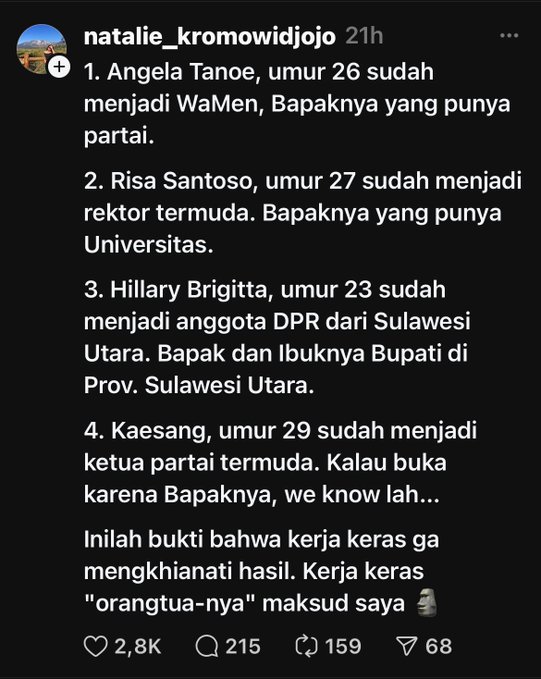 natalie_kromowidjojo 21h
1. Angela Tanoe, umur 26 sudah
menjadi WaMen, Bapaknya yang punya
partai.
2. Risa Santoso, umur 27 sudah menjadi
rektor termuda. Bapaknya yang punya
Universitas.
3. Hillary Brigitta, umur 23 sudah
menjadi anggota DPR dari Sulawesi
Utara. Bapak dan Ibuknya Bupati di
Prov. Sulawesi Utara.
4. Kaesang, umur 29 sudah menjadi
ketua partai termuda. Kalau buka
karena Bapaknya, we know lah...
Inilah bukti bahwa kerja keras ga
mengkhianati hasil. Kerja keras
"orangtua-nya" maksud saya 🗿
2,8K 215 159 68